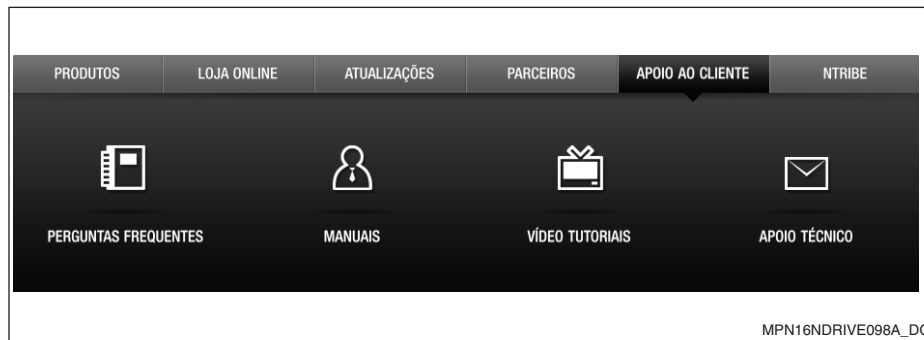 PRODUTOS LOJA ONLINE ATUALIZAÇÕES PARCEIROS APOIO AO CLIENTE NTRIBE
PERGUNTAS FREQUENTES MANUAIS VÍDEO TUTORIAIS APOIO TÉCNICO